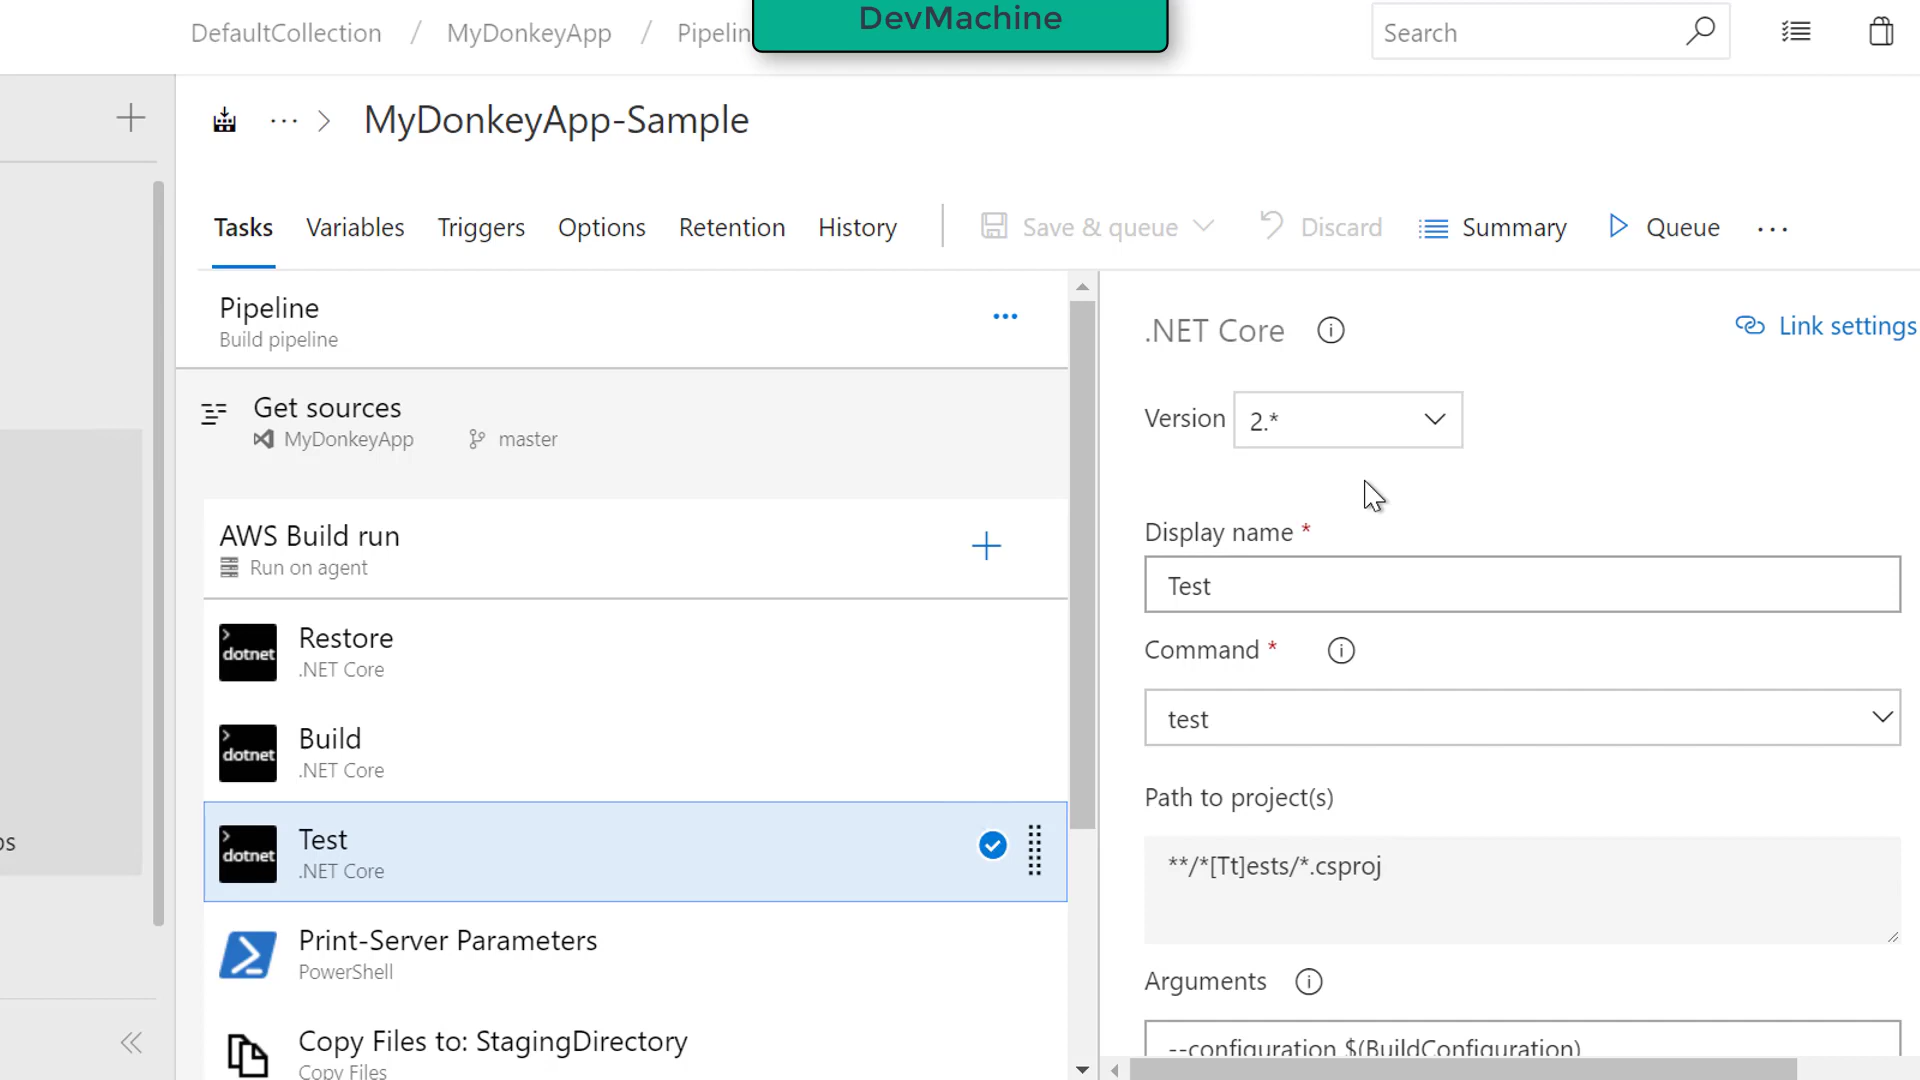 DevMachine
DefaultCollection / MyDonkeyApp / Pipelin
Search
··· > MyDonkeyApp-Sample
Tasks Variables Triggers Options Retention History Save & queue Discard Summary Queue ···
Pipeline
Build pipeline
Get sources
MyDonkeyApp master
AWS Build run
Run on agent
dotnet
Restore
.NET Core
dotnet
Build
.NET Core
dotnet
Test
.NET Core
Print-Server Parameters
PowerShell
Copy Files to: StagingDirectory
Copy Files
.NET Core
Link settings
Version 2.*
Display name *
Test
Command *
test
Path to project(s)
**/*[Tt]ests/*.csproj
Arguments
--configuration $(BuildConfiguration)